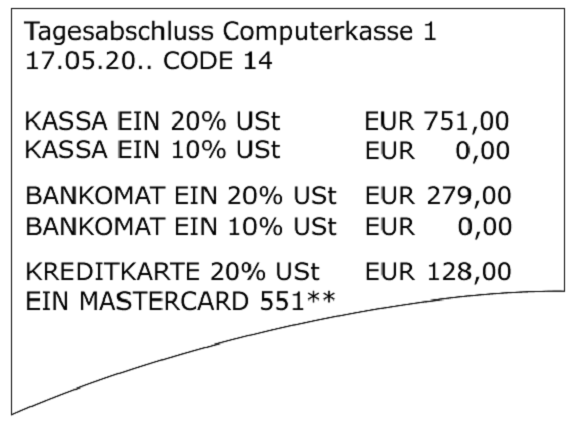 Tagesabschluss Computerkasse 1
17.05.20.. CODE 14
KASSA EIN 20% USt EUR 751,00
KASSA EIN 10% USt EUR 0,00
BANKOMAT EIN 20% USt EUR 279,00
BANKOMAT EIN 10% USt EUR 0,00
KREDITKARTE 20% USt EUR 128,00
EIN MASTERCARD 551**